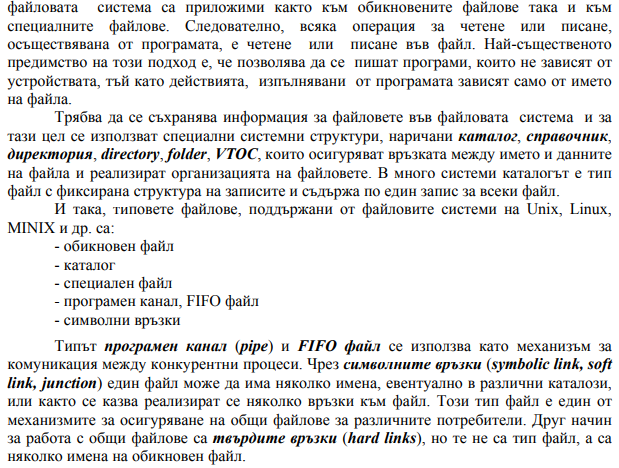 файловата система са приложими както към обикновените файлове така и към
специалните файлове. Следователно, всяка операция за четене или писане,
осъществявана от програмата, е четене или писане във файл. Най-същественото
предимство на този подход е, че позволява да се пишат програми, които не зависят от
устройствата, тъй като действията, изпълнявани от програмата зависят само от името
на файла.
Трябва да се съхранява информация за файловете във файловата система и за
тази цел се използват специални системни структури, наричани каталог, справочник,
директория, directory, folder, VTOC, които осигуряват връзката между името и данните
на файла и реализират организацията на файловете. В много системи каталогът е тип
файл с фиксирана структура на записите и съдържа по един запис за всеки файл.
И така, типовете файлове, поддържани от файловите системи на Unix, Linux,
MINIX и др. са:
- обикновен файл
- каталог
- специален файл
- програмен канал, FIFO файл
- символни връзки
Типът програмен канал (pipe) и FIFO файл се използва като механизъм за
комуникация между конкурентни процеси. Чрез символните връзки (symbolic link, soft
link, junction) един файл може да има няколко имена, евентуално в различни каталози,
или както се казва реализират се няколко връзки към файл. Този тип файл е един от
механизмите за осигуряване на общи файлове за различните потребители. Друг начин
за работа с общи файлове са твърдите връзки (hard links), но те не са тип файл, а са
няколко имена на обикновен файл.